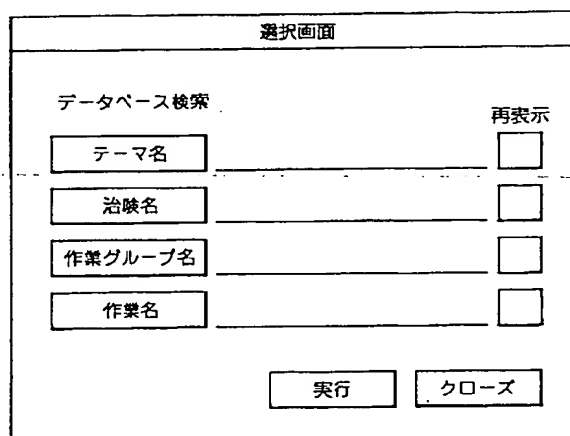 選択画面
データベース検索
再表示
テーマ名
治験名
作業グループ名
作業名
実行 クローズ